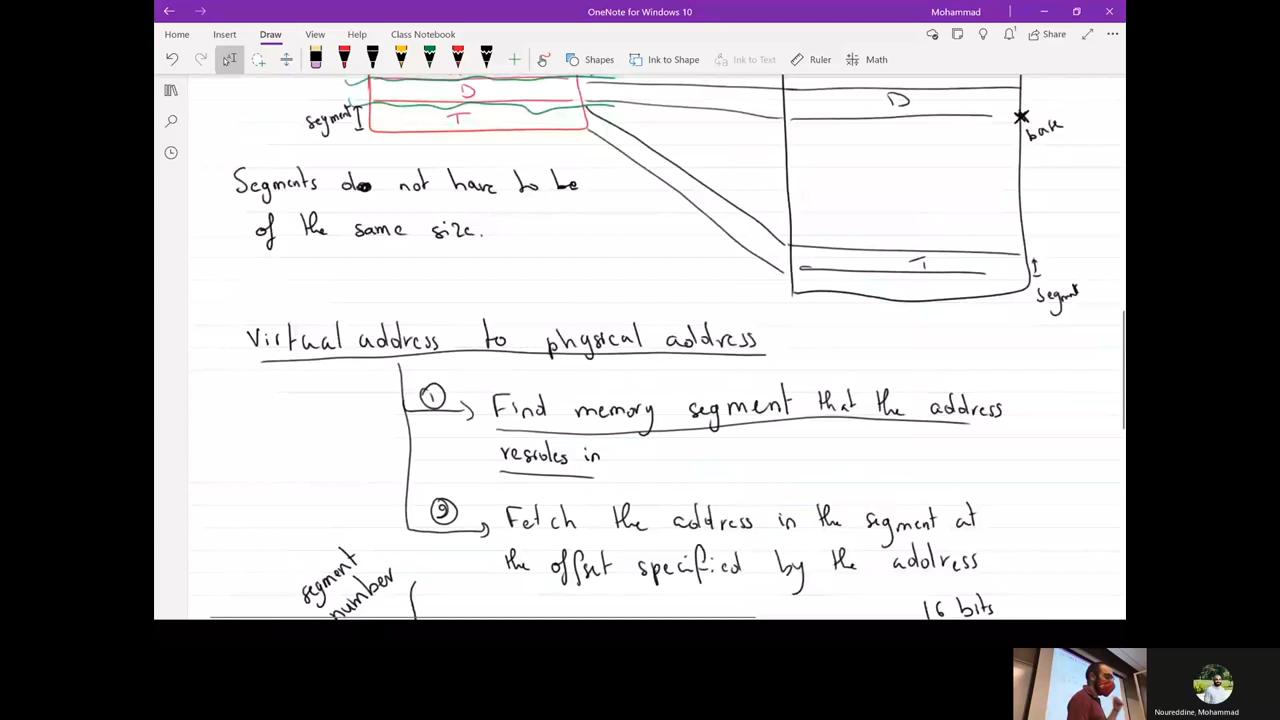 OneNote for Windows 10
Mohammad
Home Insert Draw View Help Class Notebook
Share
Shapes Ink to Shape Ink to Text Ruler Math
D
D
segment
T
base
Segments do not have to be
of the same size.
T
segment
Virtual address to physical address
① Find memory segment that the address
resides in
② Fetch the address in the segment at
the offset specified by the address
segment
number
16 bits
Noureddine, Mohammad